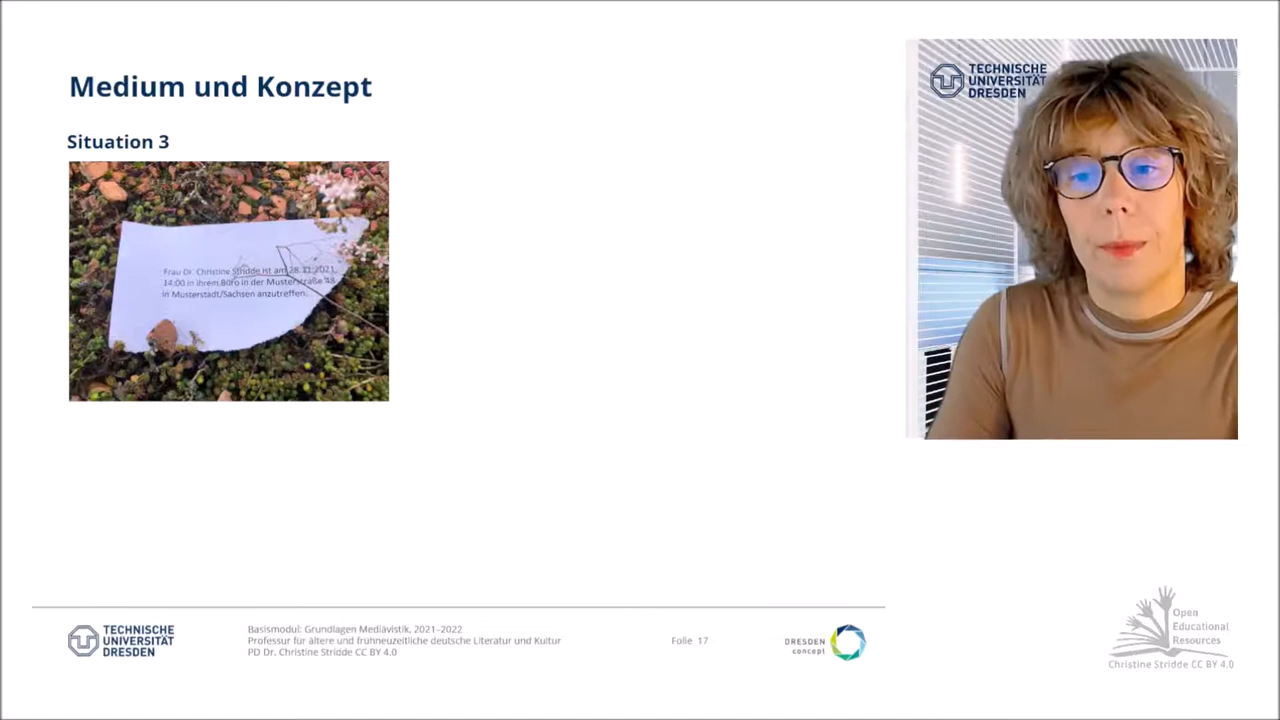 Medium und Konzept
Situation 3
Frau Dr. Christine Stridde ist am 28.11.2021,
14:00 in ihrem Büro in der Musterstraße 48
in Musterstadt/Sachsen anzutreffen.
TECHNISCHE
UNIVERSITÄT
DRESDEN
TECHNISCHE
UNIVERSITÄT
DRESDEN
Basismodul: Grundlagen Mediävistik, 2021–2022
Professur für ältere und frühneuzeitliche deutsche Literatur und Kultur
PD Dr. Christine Stridde CC BY 4.0
Folie 17
DRESDEN
concept
Open
Educational
Resources
Christine Stridde CC BY 4.0